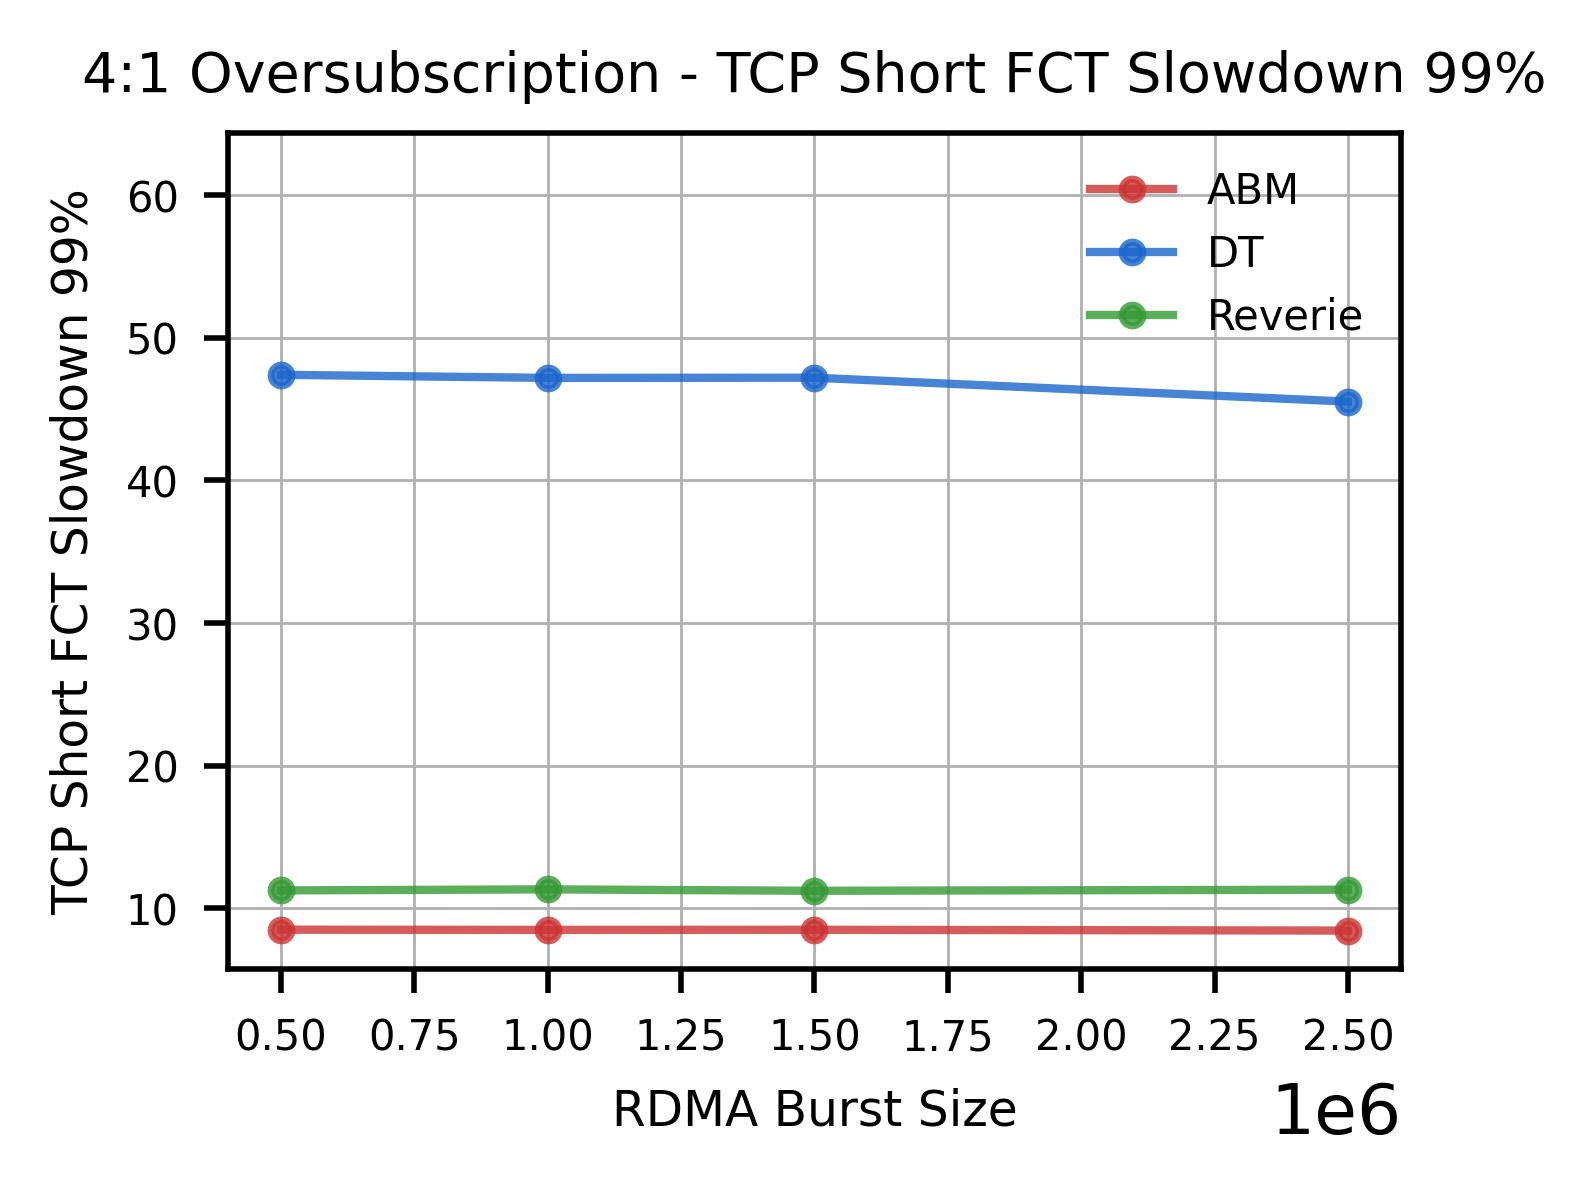 4:1 Oversubscription - TCP Short FCT Slowdown 99%
TCP Short FCT Slowdown 99%
60
50
40
30
20
10
ABM
DT
Reverie
0.50 0.75 1.00 1.25 1.50 1.75 2.00 2.25 2.50
RDMA Burst Size
1e6